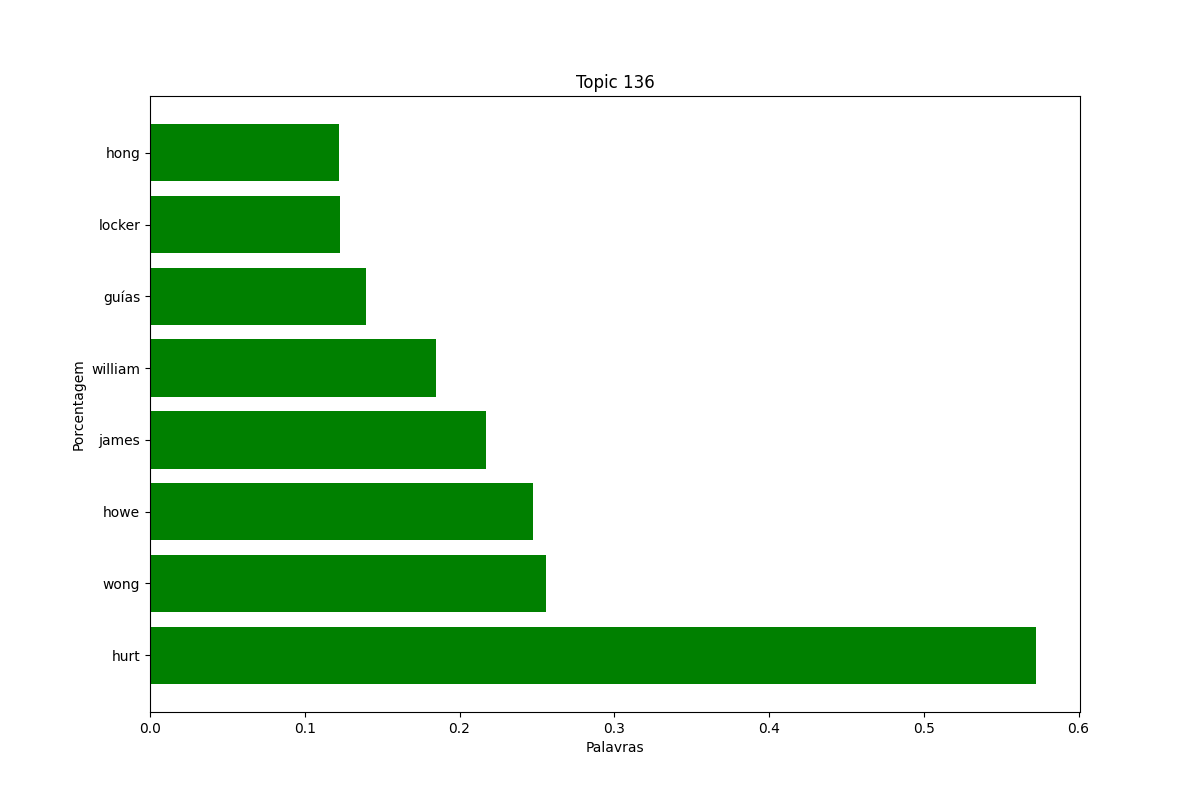 Topic 136
hong
locker
guías
william
james
howe
wong
hurt
Porcentagem
0.0 0.1 0.2 0.3 0.4 0.5 0.6
Palavras